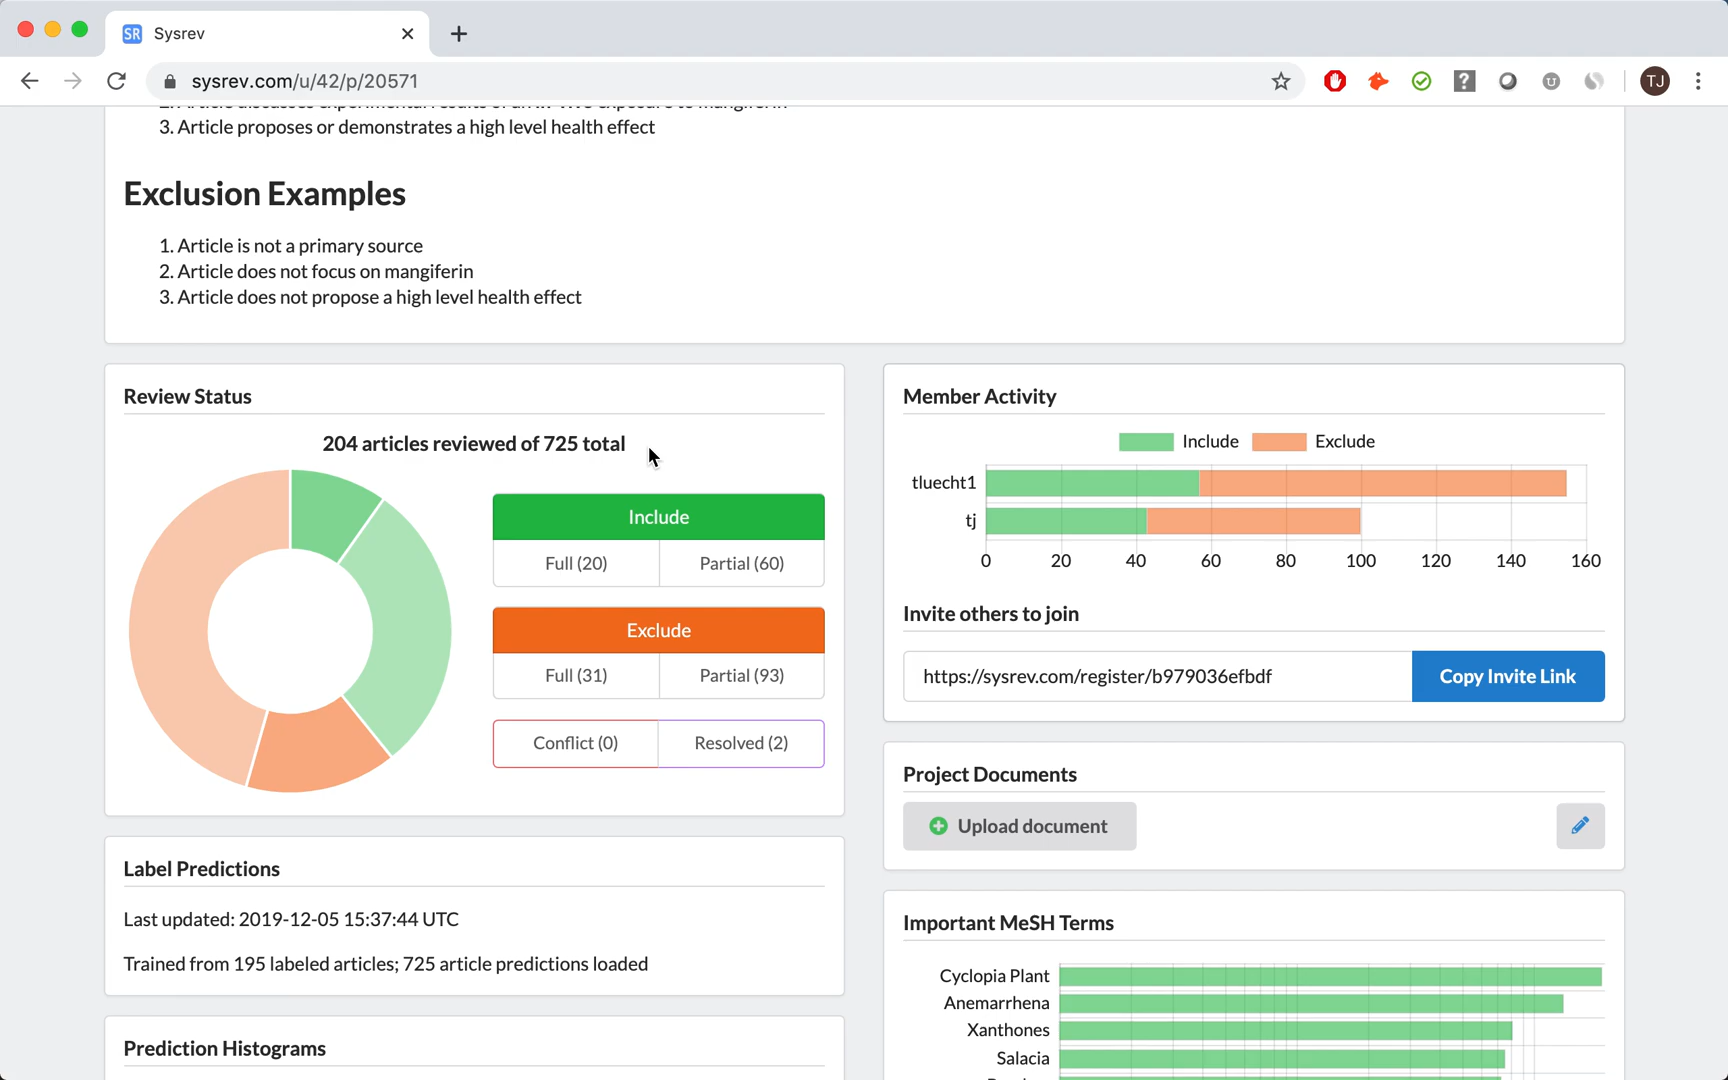 SR Sysrev
sysrev.com/u/42/p/20571
TJ
3. Article proposes or demonstrates a high level health effect
Exclusion Examples
1. Article is not a primary source
2. Article does not focus on mangiferin
3. Article does not propose a high level health effect
Review Status
204 articles reviewed of 725 total
Include
Full (20) Partial (60)
Exclude
Full (31) Partial (93)
Conflict (0) Resolved (2)
Label Predictions
Last updated: 2019-12-05 15:37:44 UTC
Trained from 195 labeled articles; 725 article predictions loaded
Prediction Histograms
Member Activity
Include Exclude
tluecht1
tj
0 20 40 60 80 100 120 140 160
Invite others to join
https://sysrev.com/register/b979036efbdf Copy Invite Link
Project Documents
Upload document
Important MeSH Terms
Cyclopia Plant
Anemarrhena
Xanthones
Salacia